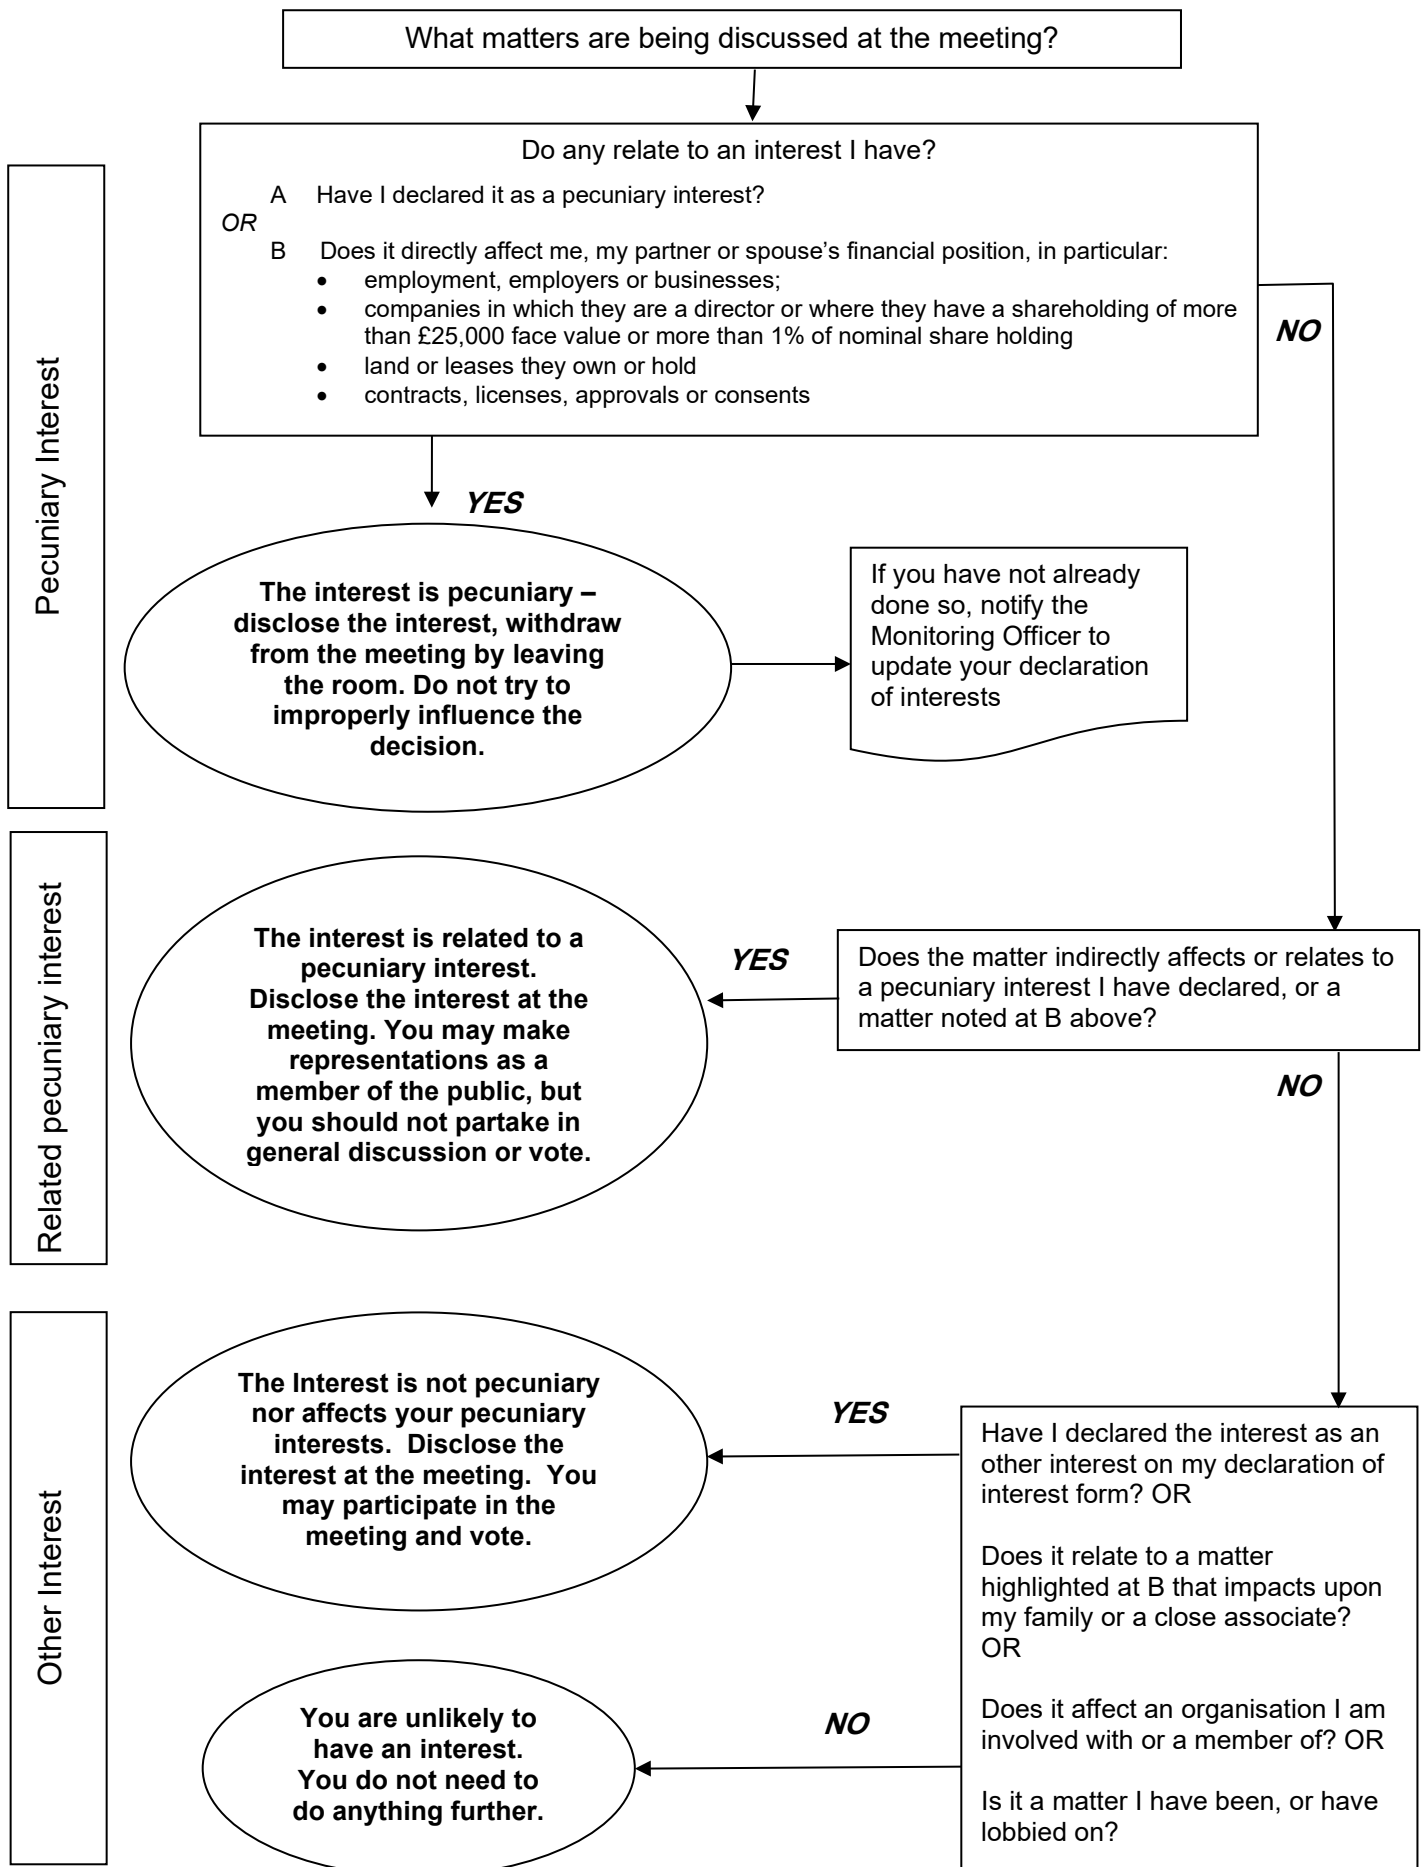 What matters are being discussed at the meeting?
Do any relate to an interest I have?
A Have I declared it as a pecuniary interest?
OR
B Does it directly affect me, my partner or spouse’s financial position, in particular:
• employment, employers or businesses;
• companies in which they are a director or where they have a shareholding of more
than £25,000 face value or more than 1% of nominal share holding
• land or leases they own or hold
• contracts, licenses, approvals or consents
NO
Pecuniary Interest
YES
The interest is pecuniary –
disclose the interest, withdraw
from the meeting by leaving
the room. Do not try to
improperly influence the
decision.
If you have not already
done so, notify the
Monitoring Officer to
update your declaration
of interests
Related pecuniary interest
The interest is related to a
pecuniary interest.
Disclose the interest at the
meeting. You may make
representations as a
member of the public, but
you should not partake in
general discussion or vote.
YES
Does the matter indirectly affects or relates to
a pecuniary interest I have declared, or a
matter noted at B above?
NO
Other Interest
The Interest is not pecuniary
nor affects your pecuniary
interests. Disclose the
interest at the meeting. You
may participate in the
meeting and vote.
YES
Have I declared the interest as an
other interest on my declaration of
interest form? OR
Does it relate to a matter
highlighted at B that impacts upon
my family or a close associate?
OR
Does it affect an organisation I am
involved with or a member of? OR
Is it a matter I have been, or have
lobbied on?
NO
You are unlikely to
have an interest.
You do not need to
do anything further.